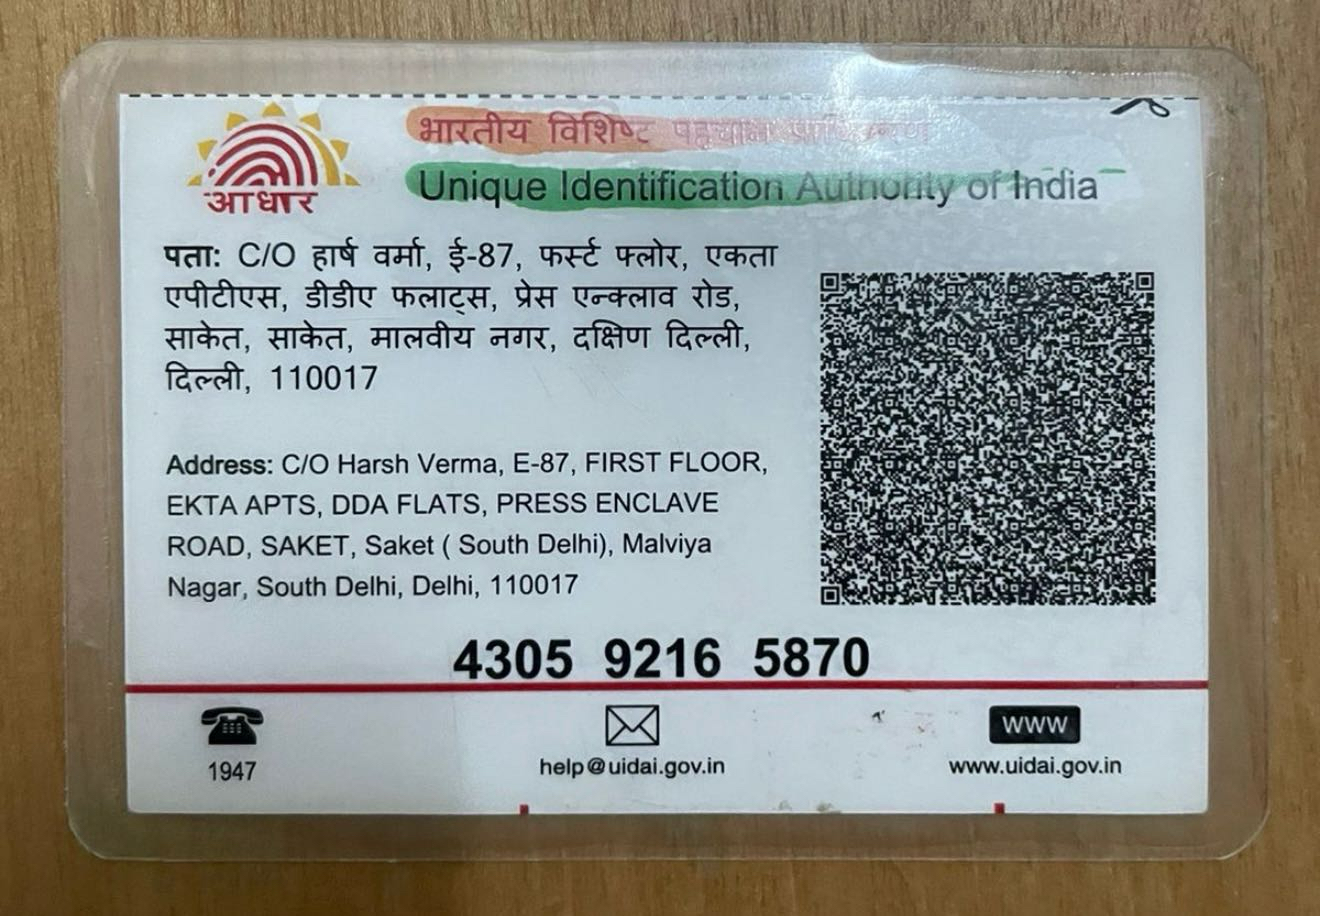 आधार
भारतीय विशिष्ट पहचान प्राधिकरण
Unique Identification Authority of India
पता: C/O हार्ष वर्मा, ई-87, फर्स्ट फ्लोर, एकता
एपीटीएस, डीडीए फलाट्स, प्रेस एन्क्लाव रोड,
साकेत, साकेत, मालवीय नगर, दक्षिण दिल्ली,
दिल्ली, 110017
Address: C/O Harsh Verma, E-87, FIRST FLOOR,
EKTA APTS, DDA FLATS, PRESS ENCLAVE
ROAD, SAKET, Saket ( South Delhi), Malviya
Nagar, South Delhi, Delhi, 110017
4305 9216 5870
1947
help@uidai.gov.in
www
www.uidai.gov.in